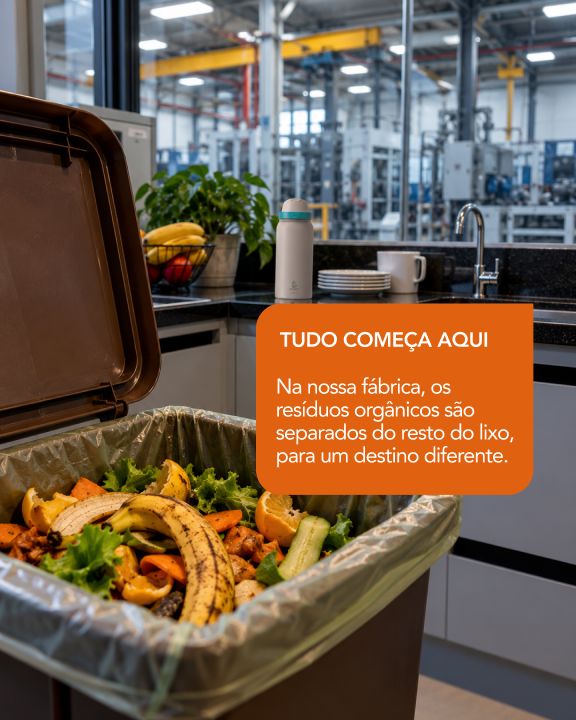 TUDO COMEÇA AQUI
Na nossa fábrica, os
resíduos orgânicos são
separados do resto do lixo,
para um destino diferente.